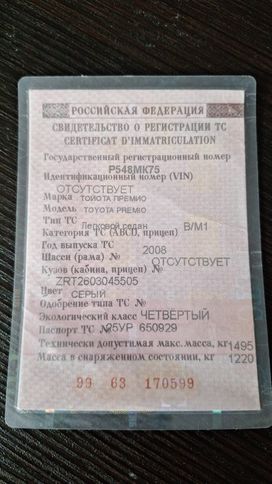 РОССИЙСКАЯ ФЕДЕРАЦИЯ
СВИДЕТЕЛЬСТВО О РЕГИСТРАЦИИ ТС
CERTIFICAT D'IMMATRICULATION
Государственный регистрационный номер
Р548МК75
Идентификационный номер (VIN)
ОТСУТСТВУЕТ
Марка ТОЙОТА ПРЕМИО
Модель TOYOTA PREMIO
Тип ТС Легковой седан
Категория ТС (ABCD, прицеп) B/M1
Год выпуска ТС 2008
Шасси (рама) № ОТСУТСТВУЕТ
Кузов (кабина, прицеп) №
ZRT2603045505
Цвет СЕРЫЙ
Одобрение типа ТС №
Экологический класс ЧЕТВЁРТЫЙ
Паспорт ТС № 25УР 650929
Технически допустимая макс. масса, кг 1495
Масса в снаряженном состоянии, кг 1220
99 63 170599